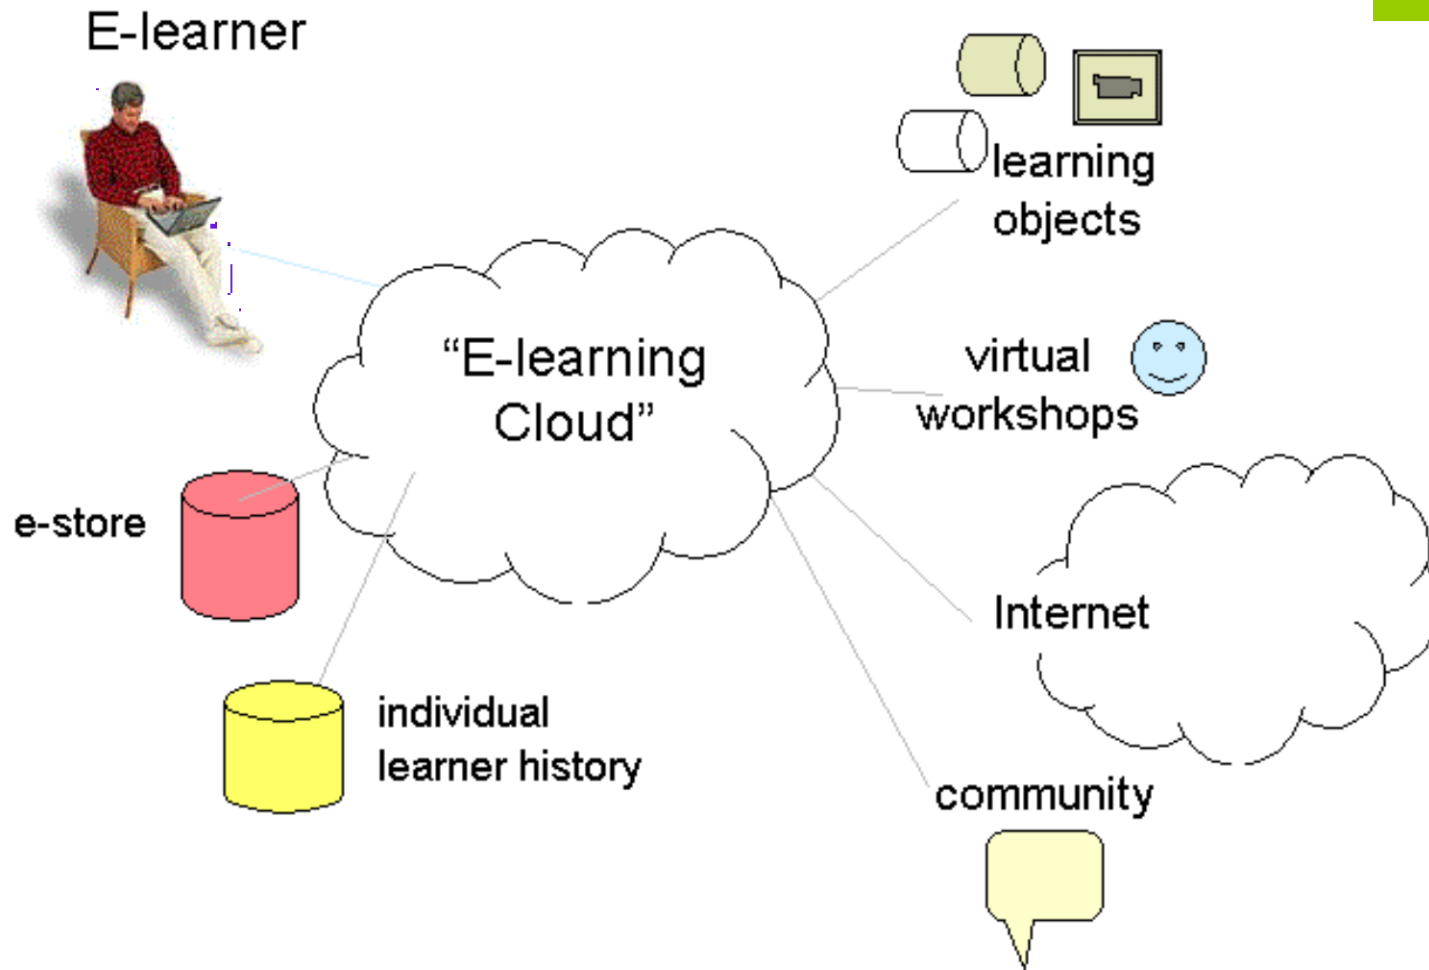 E-learner
learning
objects
“E-learning
Cloud”
virtual
workshops
e-store
Internet
individual
learner history
community